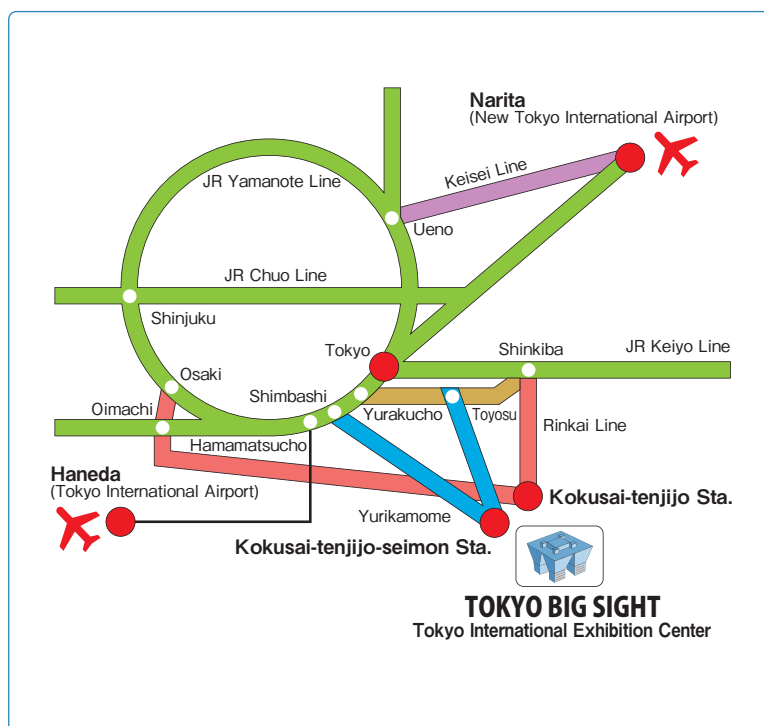 Narita
(New Tokyo International Airport)
Keisei Line
JR Yamanote Line
Ueno
JR Chuo Line
Shinjuku
Tokyo
Shinkiba
JR Keiyo Line
Osaki
Shimbashi
Oimachi
Yurakucho
Toyosu
Rinkai Line
Hamamatsucho
Haneda
(Tokyo International Airport)
Kokusai-tenjijo Sta.
Yurikamome
Kokusai-tenjijo-seimon Sta.
TOKYO BIG SIGHT
Tokyo International Exhibition Center